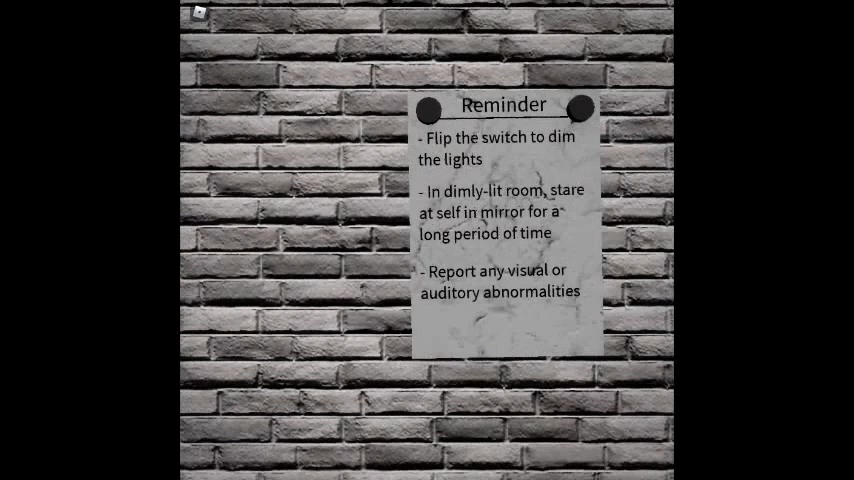 Reminder
- Flip the switch to dim
the lights
- In dimly-lit room, stare
at self in mirror for a
long period of time
- Report any visual or
auditory abnormalities